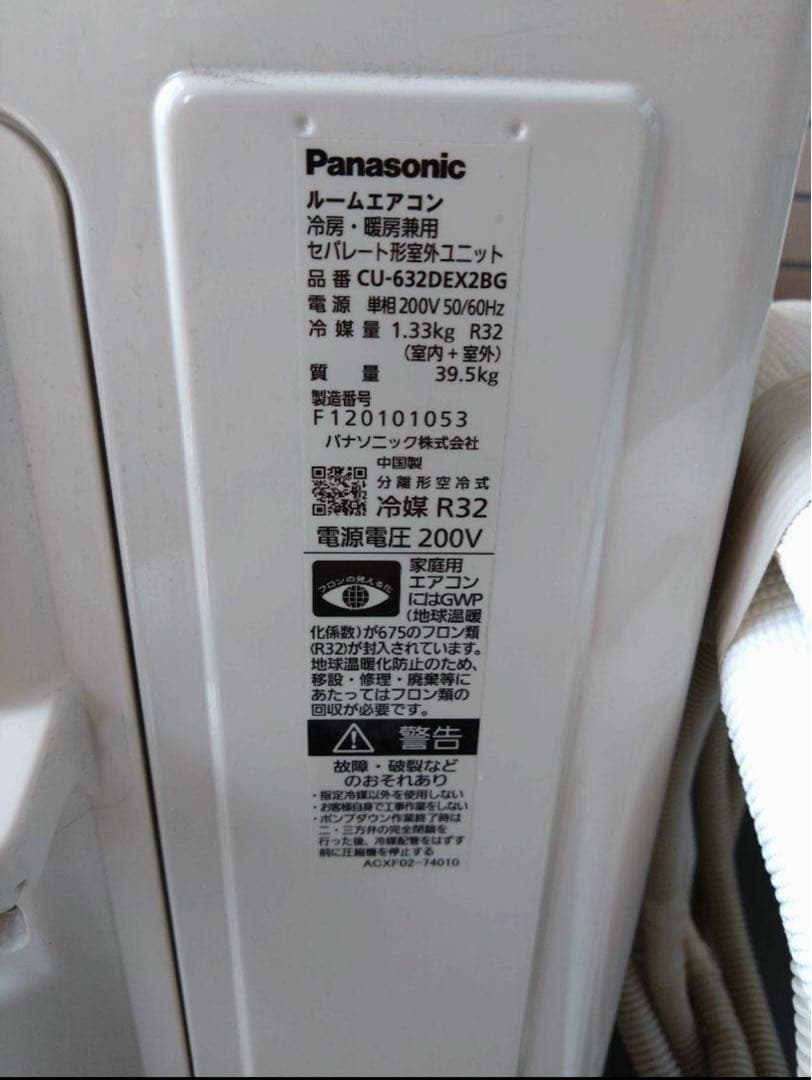 Panasonic
ルームエアコン
冷房・暖房兼用
セパレート形室外ユニット
品番 CU-632DEX2BG
電源 単相200V 50/60Hz
冷媒量 1.33kg R32
(室内+室外)
質量 39.5kg
製造番号
F120101053
パナソニック株式会社
中国製
分離形空冷式
冷媒 R32
電源電圧 200V
フロンの見える化
家庭用
エアコン
にはGWP
(地球温暖
化係数)が675のフロン類
(R32)が封入されています。
地球温暖化防止のため、
移設・修理・廃棄等に
あたってはフロン類の
回収が必要です。
警告
故障・破裂など
のおそれあり
・指定冷媒以外を使用しない
・お客様自身で工事作業をしない
・ポンプダウン作業終了時は
二・三方弁の完全閉鎖を
行った後、冷媒配管をはずす
前に圧縮機を停止する
ACXF02-74010